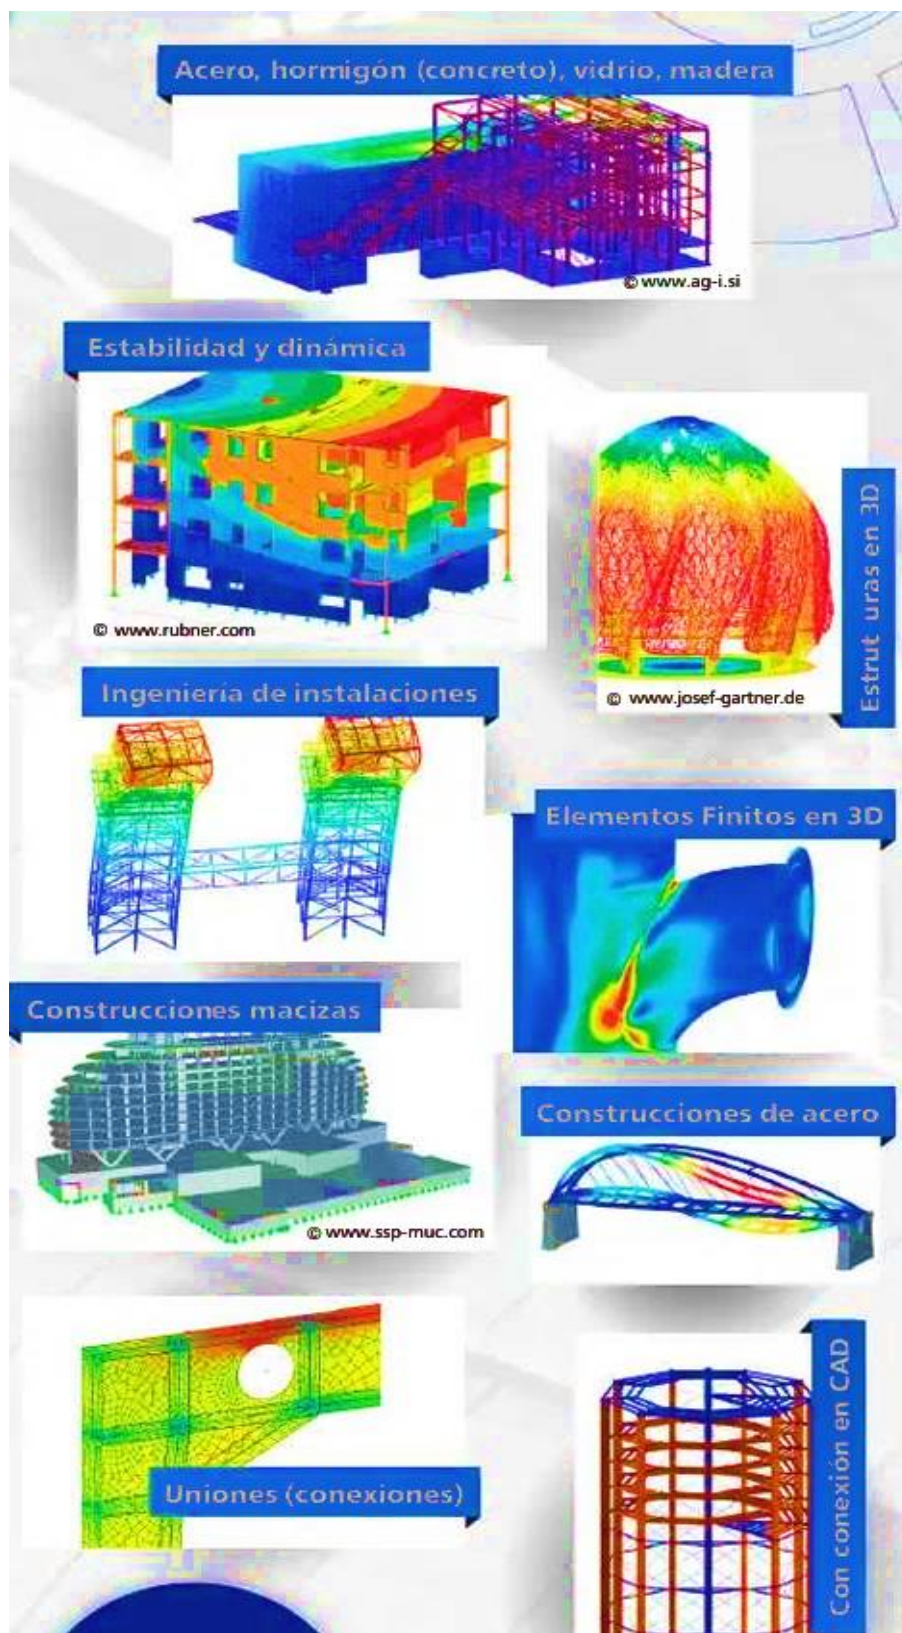 Acero, hormigón (concreto), vidrio, madera
© www.ag-i.si
Estabilidad y dinámica
© www.rubner.com
Estrut uras en 3D
© www.josef-gartner.de
Ingeniería de instalaciones
Elementos Finitos en 3D
Construcciones macizas
© www.ssp-muc.com
Construcciones de acero
Uniones (conexiones)
Con conexión en CAD